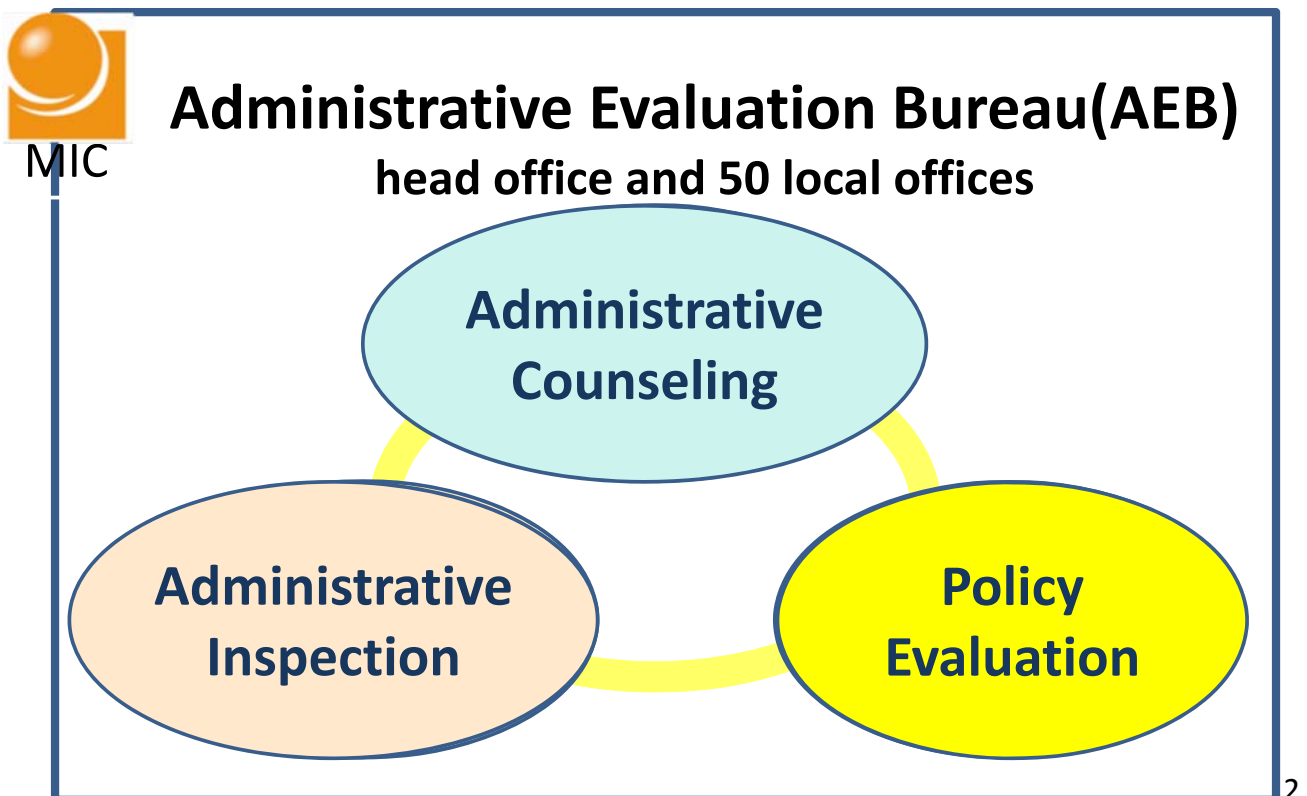 Administrative Evaluation Bureau(AEB)
MIC
head office and 50 local offices
Administrative
Counseling
Administrative
Inspection
Policy
Evaluation
2